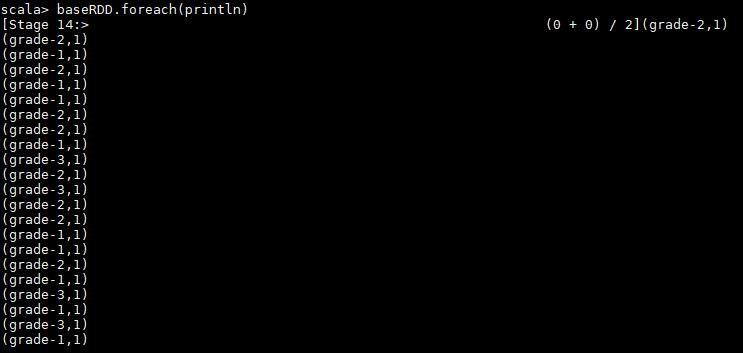 scala> baseRDD.foreach(println)
[Stage 14:> (0 + 0) / 2](grade-2,1)
(grade-2,1)
(grade-1,1)
(grade-2,1)
(grade-1,1)
(grade-1,1)
(grade-2,1)
(grade-2,1)
(grade-1,1)
(grade-3,1)
(grade-2,1)
(grade-3,1)
(grade-2,1)
(grade-2,1)
(grade-1,1)
(grade-1,1)
(grade-2,1)
(grade-1,1)
(grade-3,1)
(grade-1,1)
(grade-3,1)
(grade-1,1)